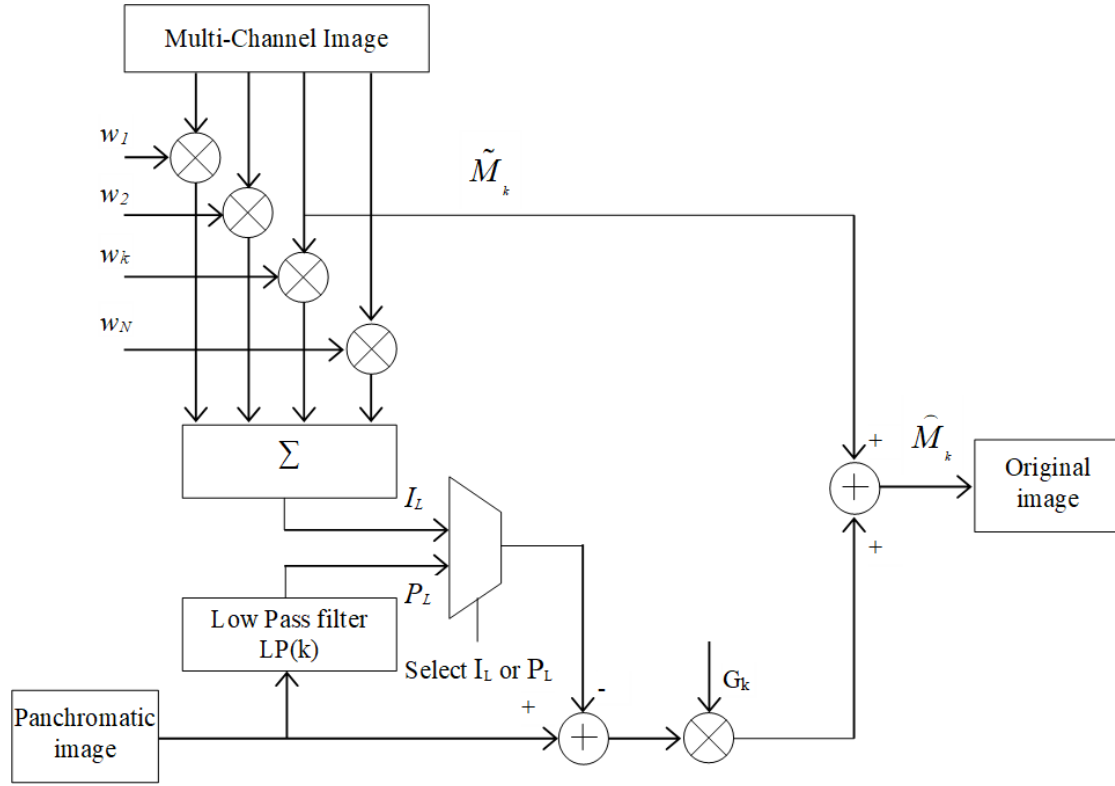 Multi-Channel Image
w1
w2
wk
wN
M̃k
∑
IL
PL
Low Pass filter
LP(k)
Select IL or PL
Panchromatic
image
+
-
+
Gk
+
+
+
M̂k
Original
image